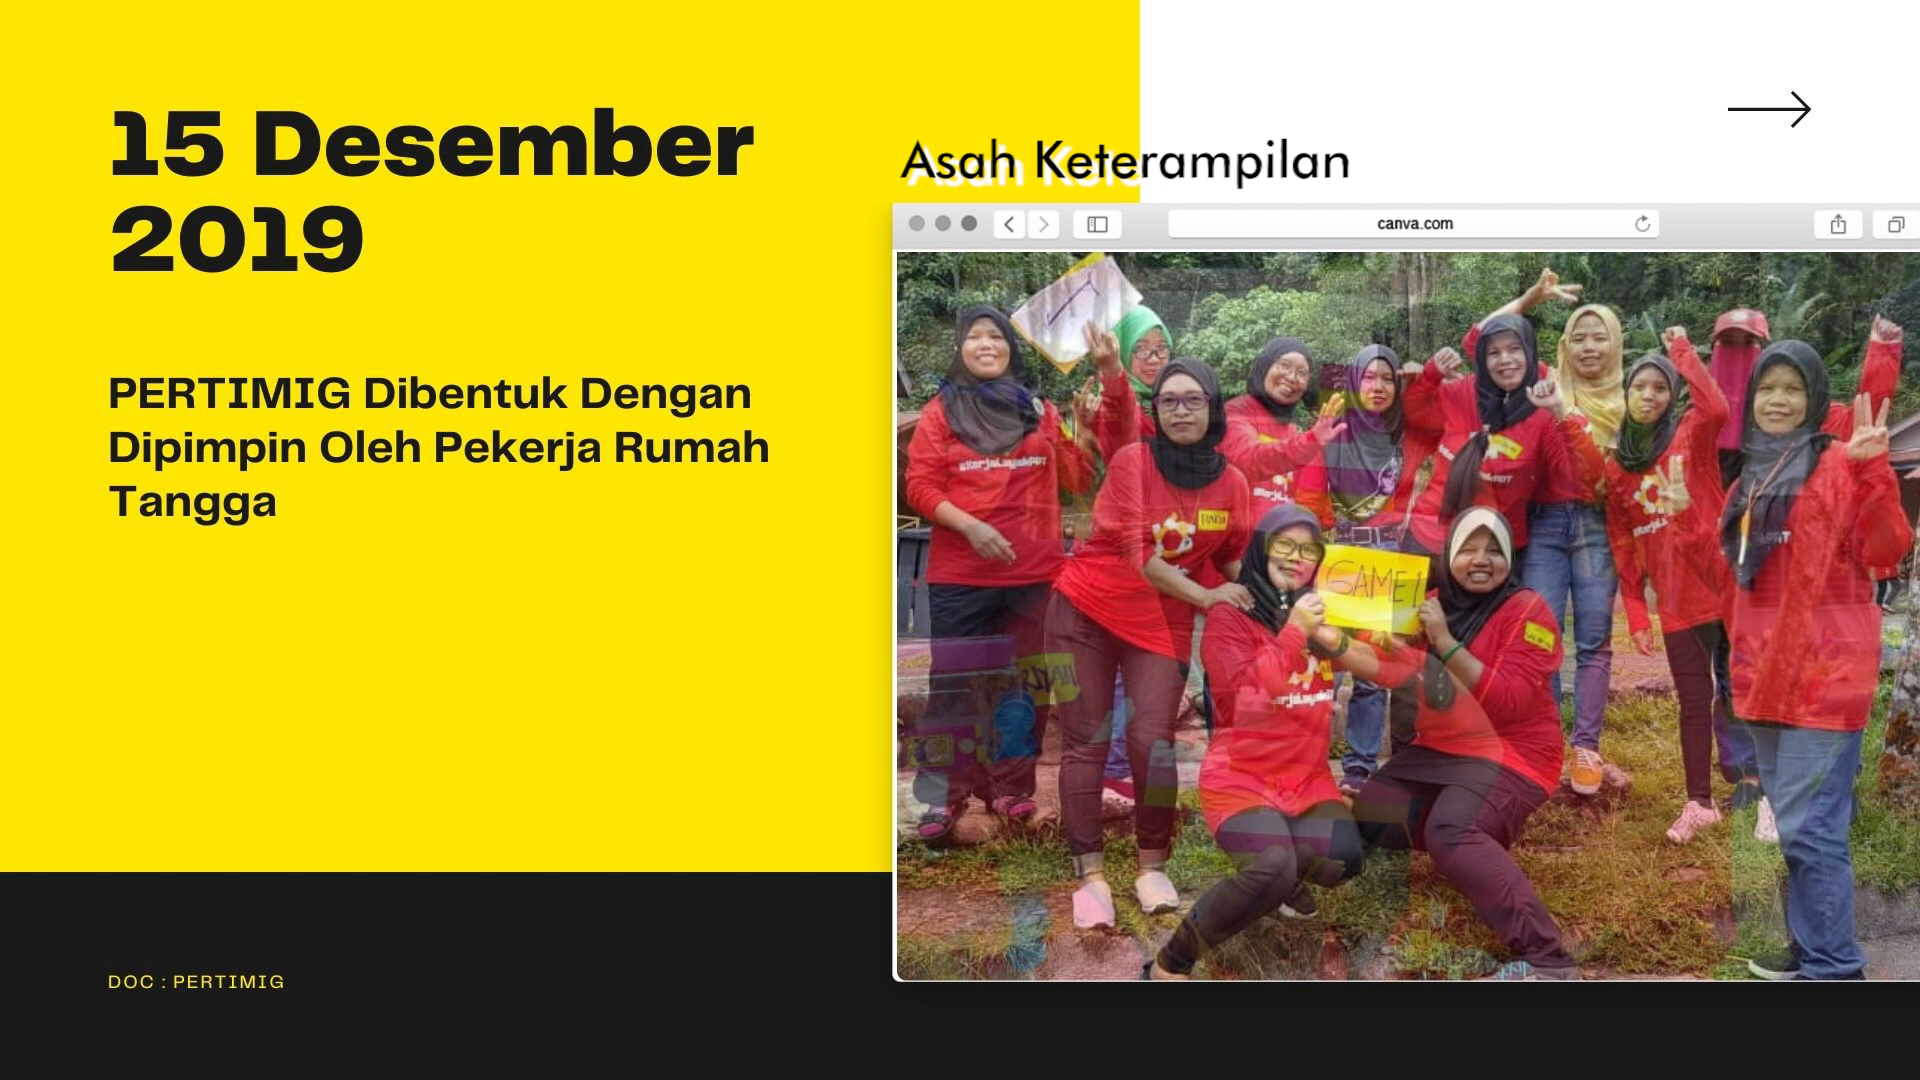 15 Desember
2019
PERTIMIG Dibentuk Dengan
Dipimpin Oleh Pekerja Rumah
Tangga
DOC : PERTIMIG
Asah Keterampilan
canva.com
GAME